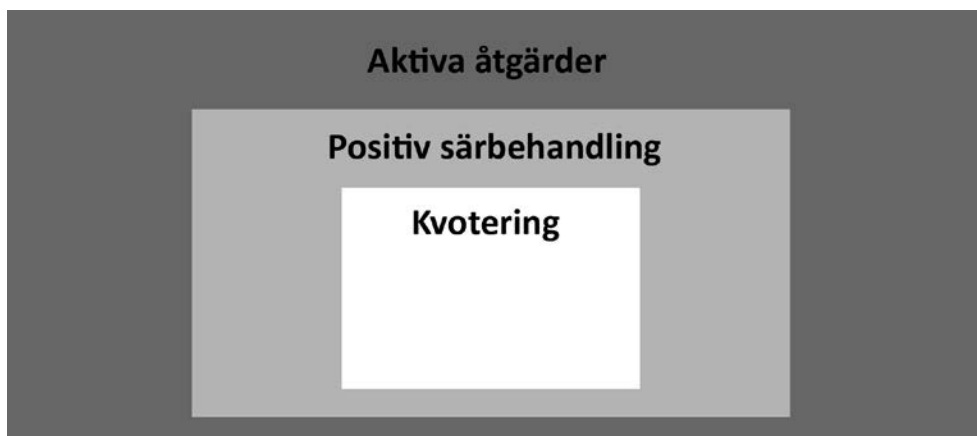 Aktiva åtgärder
Positiv särbehandling
Kvotering